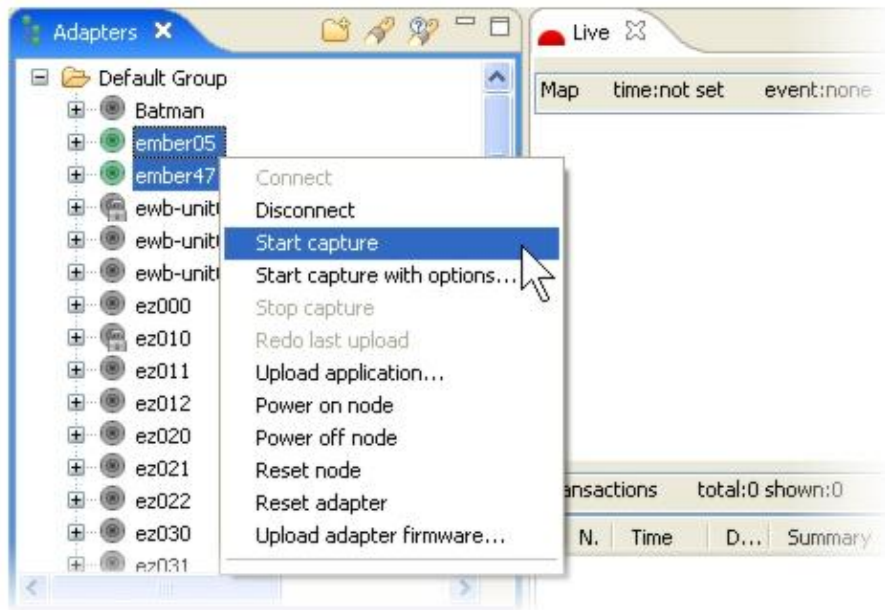 Adapters
Default Group
Batman
ember05
ember47
ewb-unit
ewb-unit
ewb-unit
ez000
ez010
ez011
ez012
ez020
ez021
ez022
ez030
ez031
Connect
Disconnect
Start capture
Start capture with options...
Stop capture
Redo last upload
Upload application...
Power on node
Power off node
Reset node
Reset adapter
Upload adapter firmware...
Live
Map time:not set event:none
ansactions total:0 shown:0
N. Time D... Summary